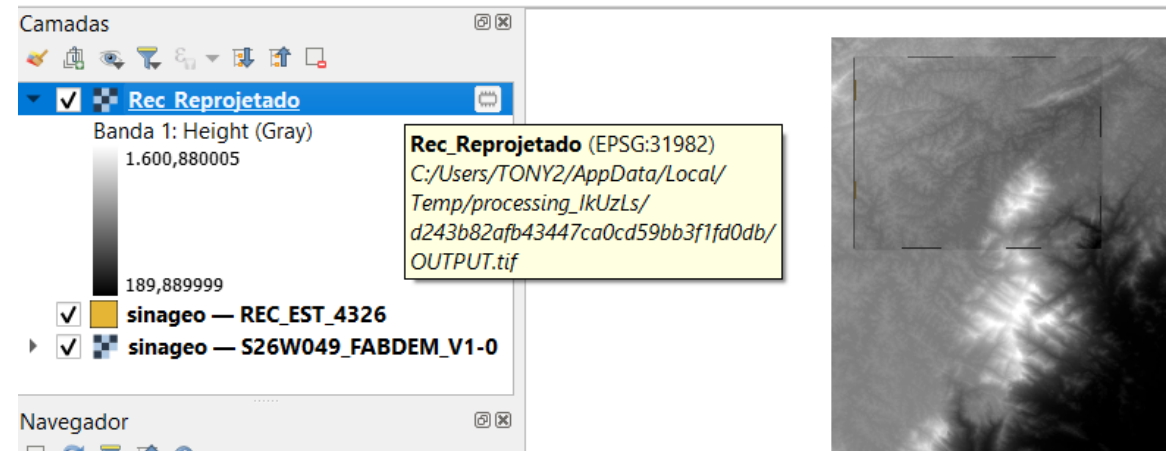 Camadas
Rec_Reprojetado
Banda 1: Height (Gray)
1.600,880005
189,889999
Rec_Reprojetado (EPSG:31982)
C:/Users/TONY2/AppData/Local/
Temp/processing_IkUzLs/
d243b82afb43447ca0cd59bb3f1fd0db/
OUTPUT.tif
sinageo — REC_EST_4326
sinageo — S26W049_FABDEM_V1-0
Navegador